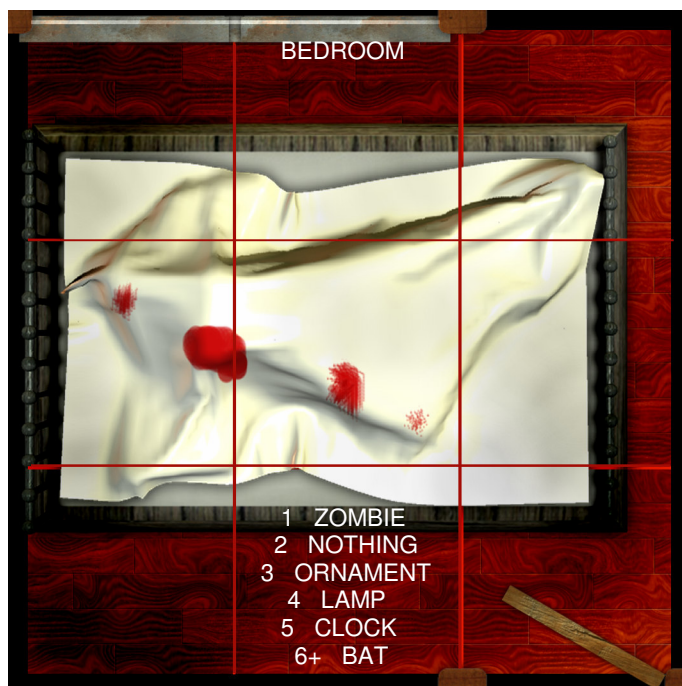 BEDROOM
1 ZOMBIE
2 NOTHING
3 ORNAMENT
4 LAMP
5 CLOCK
6+ BAT